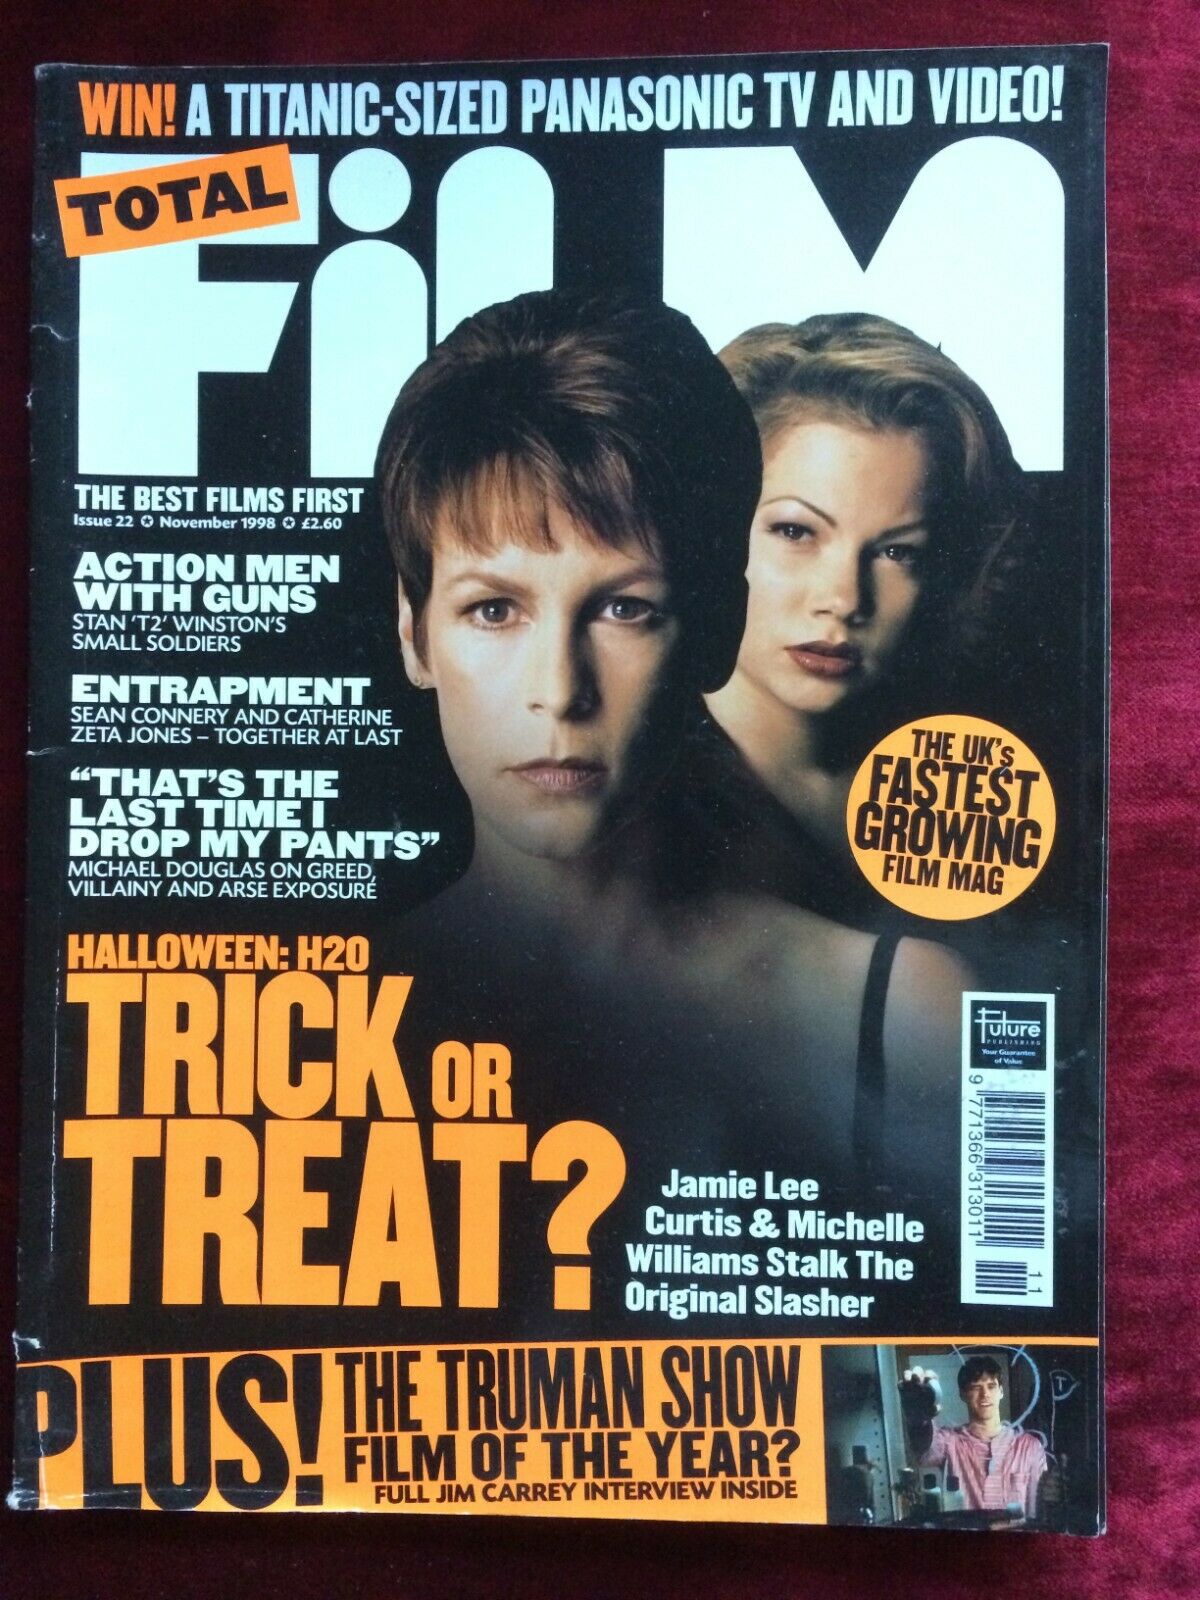 WIN! A TITANIC-SIZED PANASONIC TV AND VIDEO!
TOTAL
FiLM
THE BEST FILMS FIRST
Issue 22 ✪ November 1998 ✪ £2.60
ACTION MEN
WITH GUNS
STAN 'T2' WINSTON'S
SMALL SOLDIERS
ENTRAPMENT
SEAN CONNERY AND CATHERINE
ZETA JONES – TOGETHER AT LAST
“THAT'S THE
LAST TIME I
DROP MY PANTS”
MICHAEL DOUGLAS ON GREED,
VILLAINY AND ARSE EXPOSURE
THE UK's
FASTEST
GROWING
FILM MAG
HALLOWEEN: H20
TRICK OR
TREAT?
Jamie Lee
Curtis & Michelle
Williams Stalk The
Original Slasher
Future
PUBLISHING
Your Guarantee
of Value
9 771366 313011
11
PLUS!
THE TRUMAN SHOW
FILM OF THE YEAR?
FULL JIM CARREY INTERVIEW INSIDE
T